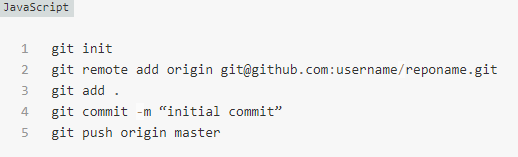 JavaScript
1 git init
2 git remote add origin git@github.com:username/reponame.git
3 git add .
4 git commit -m “initial commit”
5 git push origin master